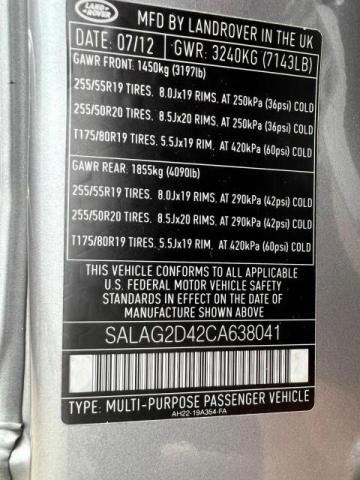 LAND
ROVER
MFD BY LANDROVER IN THE UK
DATE: 07/12 GWR: 3240KG (7143LB)
GAWR FRONT: 1450kg (3197lb)
255/55R19 TIRES. 8.0Jx19 RIMS. AT 250kPa (36psi) COLD
255/50R20 TIRES. 8.5Jx20 RIMS. AT 250kPa (36psi) COLD
T175/80R19 TIRES. 5.5Jx19 RIM, AT 420kPa (60psi) COLD
GAWR REAR: 1855kg (4090lb)
255/55R19 TIRES. 8.0Jx19 RIMS, AT 290kPa (42psi) COLD
255/50R20 TIRES. 8.5Jx20 RIMS, AT 290kPa (42psi) COLD
T175/80R19 TIRES. 5.5Jx19 RIM, AT 420kPa (60psi) COLD
THIS VEHICLE CONFORMS TO ALL APPLICABLE
U.S. FEDERAL MOTOR VEHICLE SAFETY
STANDARDS IN EFFECT ON THE DATE OF
MANUFACTURE SHOWN ABOVE
SALAG2D42CA638041
TYPE: MULTI-PURPOSE PASSENGER VEHICLE
AH22-19A354-FA